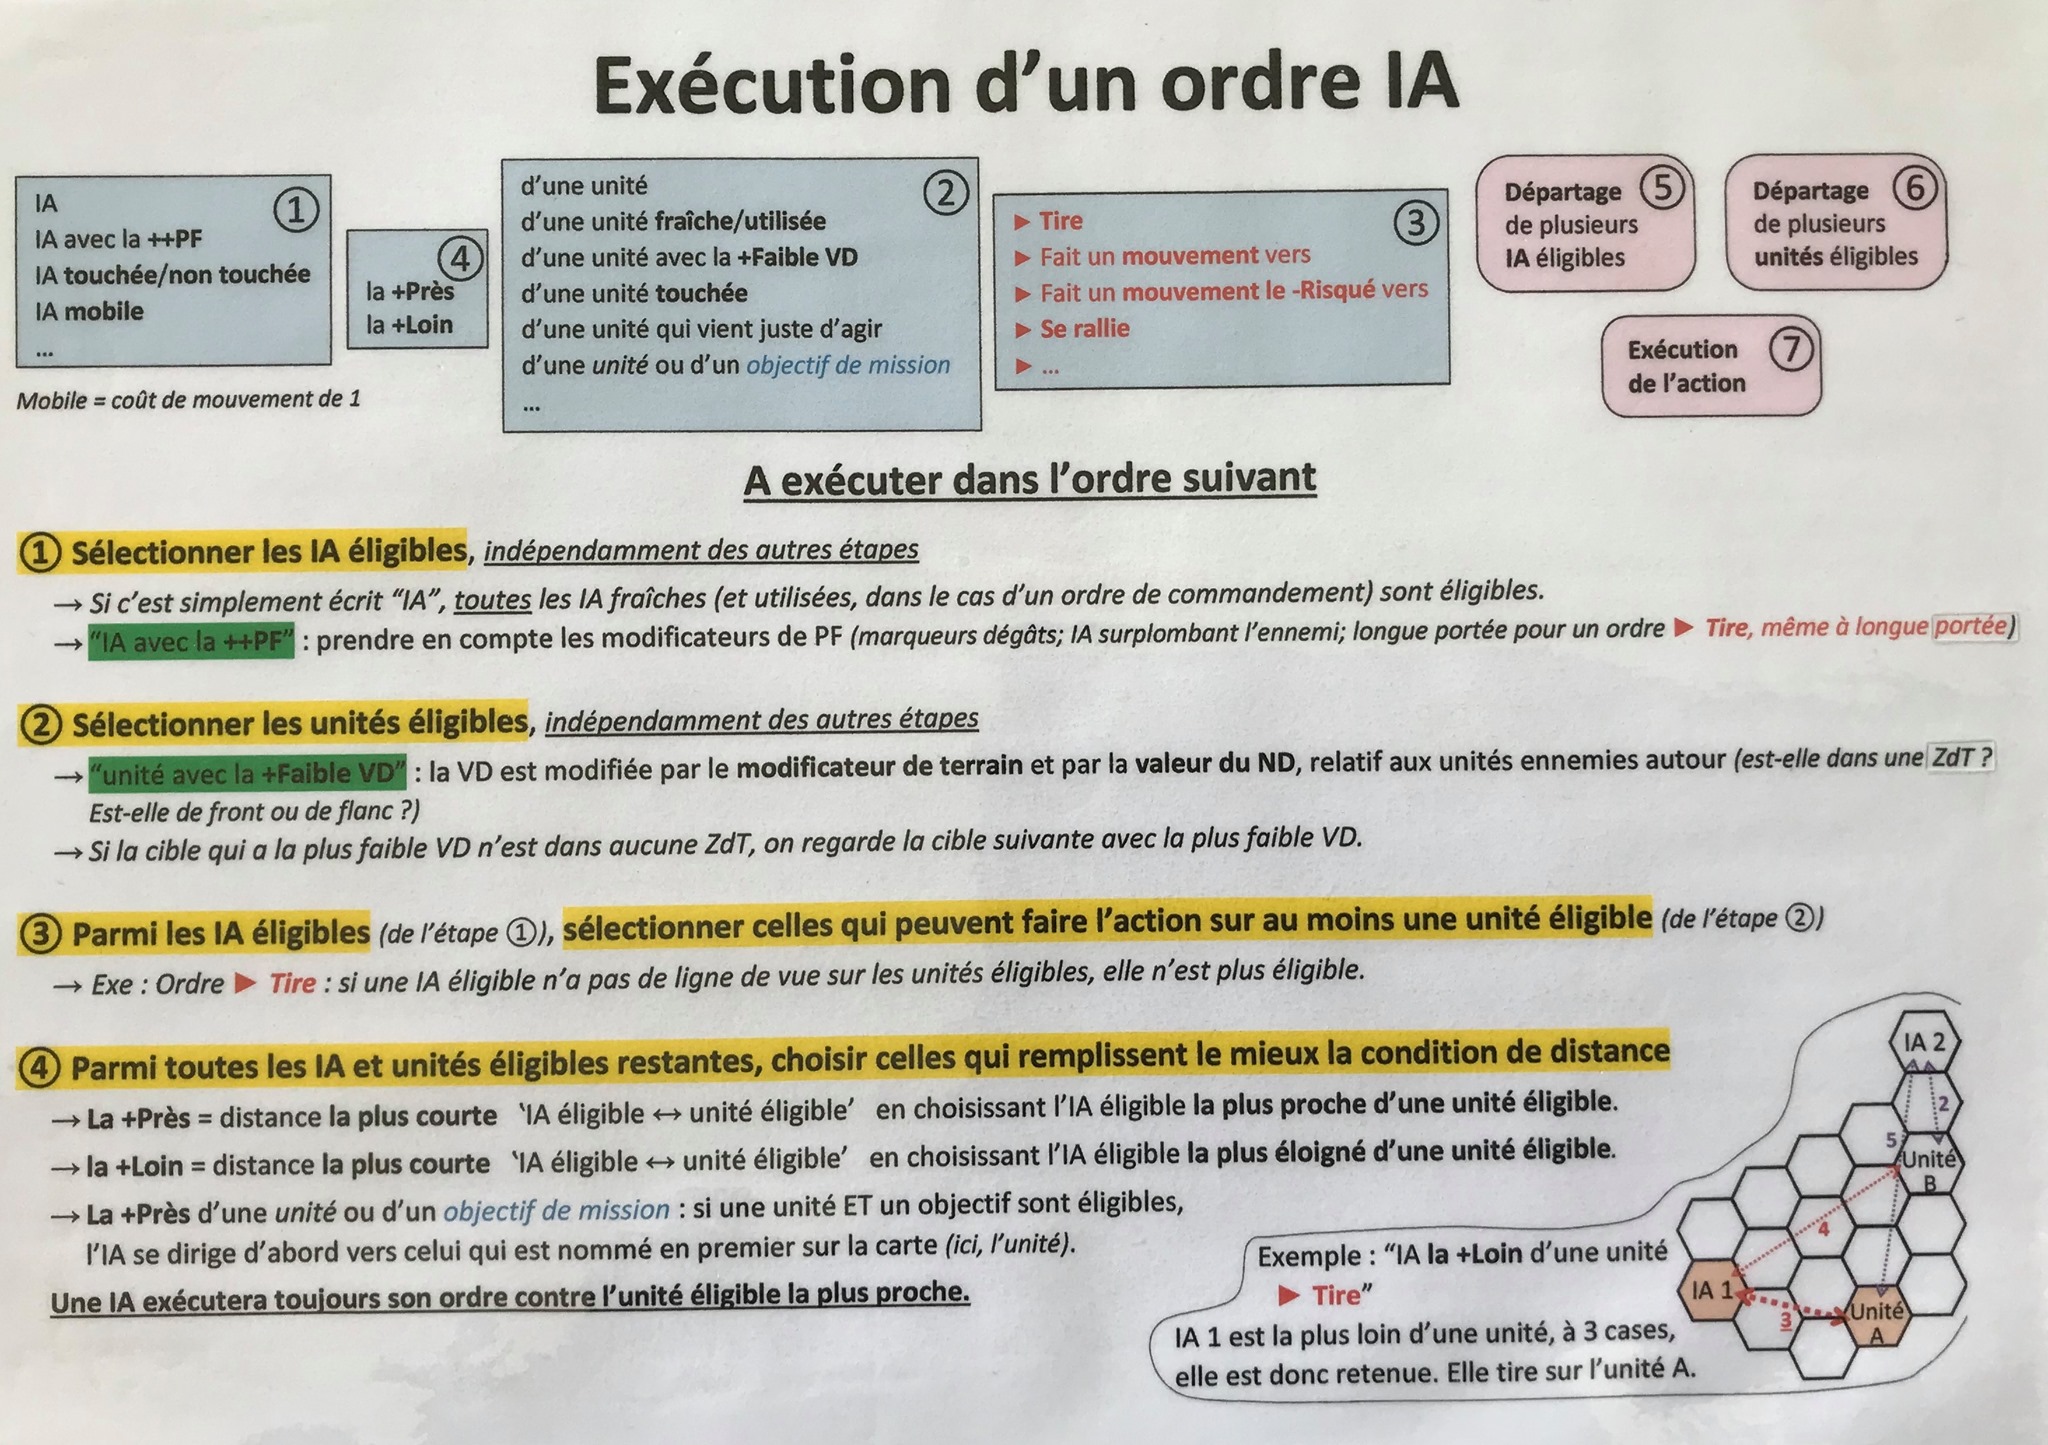 Exécution d'un ordre IA
①
IA
IA avec la ++PF
IA touchée/non touchée
IA mobile
...
Mobile = coût de mouvement de 1
④
la +Près
la +Loin
②
d'une unité
d'une unité fraîche/utilisée
d'une unité avec la +Faible VD
d'une unité touchée
d'une unité qui vient juste d'agir
d'une unité ou d'un objectif de mission
...
③
► Tire
► Fait un mouvement vers
► Fait un mouvement le -Risqué vers
► Se rallie
► ...
Départage ⑤
de plusieurs
IA éligibles
Départage ⑥
de plusieurs
unités éligibles
Exécution ⑦
de l'action
A exécuter dans l'ordre suivant
① Sélectionner les IA éligibles, indépendamment des autres étapes
→ Si c'est simplement écrit "IA", toutes les IA fraîches (et utilisées, dans le cas d'un ordre de commandement) sont éligibles.
→ "IA avec la ++PF" : prendre en compte les modificateurs de PF (marqueurs dégâts; IA surplombant l'ennemi; longue portée pour un ordre ► Tire, même à longue portée)
② Sélectionner les unités éligibles, indépendamment des autres étapes
→ "unité avec la +Faible VD" : la VD est modifiée par le modificateur de terrain et par la valeur du ND, relatif aux unités ennemies autour (est-elle dans une ZdT ?
Est-elle de front ou de flanc ?)
→ Si la cible qui a la plus faible VD n'est dans aucune ZdT, on regarde la cible suivante avec la plus faible VD.
③ Parmi les IA éligibles (de l'étape ①), sélectionner celles qui peuvent faire l'action sur au moins une unité éligible (de l'étape ②)
→ Exe : Ordre ► Tire : si une IA éligible n'a pas de ligne de vue sur les unités éligibles, elle n'est plus éligible.
④ Parmi toutes les IA et unités éligibles restantes, choisir celles qui remplissent le mieux la condition de distance
→ La +Près = distance la plus courte 'IA éligible ↔ unité éligible' en choisissant l'IA éligible la plus proche d'une unité éligible.
→ la +Loin = distance la plus courte 'IA éligible ↔ unité éligible' en choisissant l'IA éligible la plus éloigné d'une unité éligible.
→ La +Près d'une unité ou d'un objectif de mission : si une unité ET un objectif sont éligibles,
l'IA se dirige d'abord vers celui qui est nommé en premier sur la carte (ici, l'unité).
Une IA exécutera toujours son ordre contre l'unité éligible la plus proche.
Exemple : "IA la +Loin d'une unité
► Tire"
IA 1 est la plus loin d'une unité, à 3 cases,
elle est donc retenue. Elle tire sur l'unité A.
IA 2
2
5
Unité
B
4
IA 1
3
Unité
A